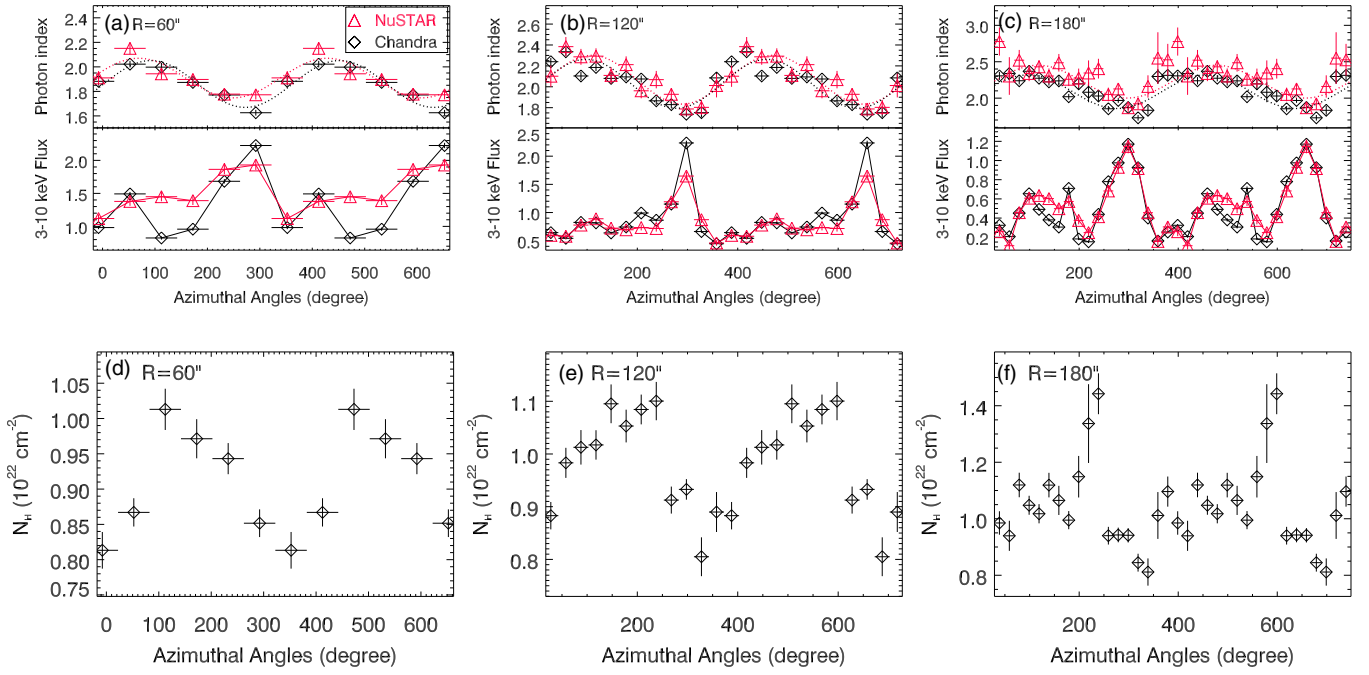 (a) R=60"
NuSTAR
Chandra
Photon index
2.4
2.2
2.0
1.8
1.6
3-10 keV Flux
2.0
1.5
1.0
0 100 200 300 400 500 600
Azimuthal Angles (degree)
(b) R=120"
Photon index
2.6
2.4
2.2
2.0
1.8
1.6
3-10 keV Flux
2.5
2.0
1.5
1.0
0.5
200 400 600
Azimuthal Angles (degree)
(c) R=180"
Photon index
3.0
2.5
2.0
3-10 keV Flux
1.2
1.0
0.8
0.6
0.4
0.2
200 400 600
Azimuthal Angles (degree)
(d) R=60"
N_H (10^22 cm^-2)
1.05
1.00
0.95
0.90
0.85
0.80
0.75
0 100 200 300 400 500 600
Azimuthal Angles (degree)
(e) R=120"
N_H (10^22 cm^-2)
1.1
1.0
0.9
0.8
200 400 600
Azimuthal Angles (degree)
(f) R=180"
N_H (10^22 cm^-2)
1.4
1.2
1.0
0.8
200 400 600
Azimuthal Angles (degree)